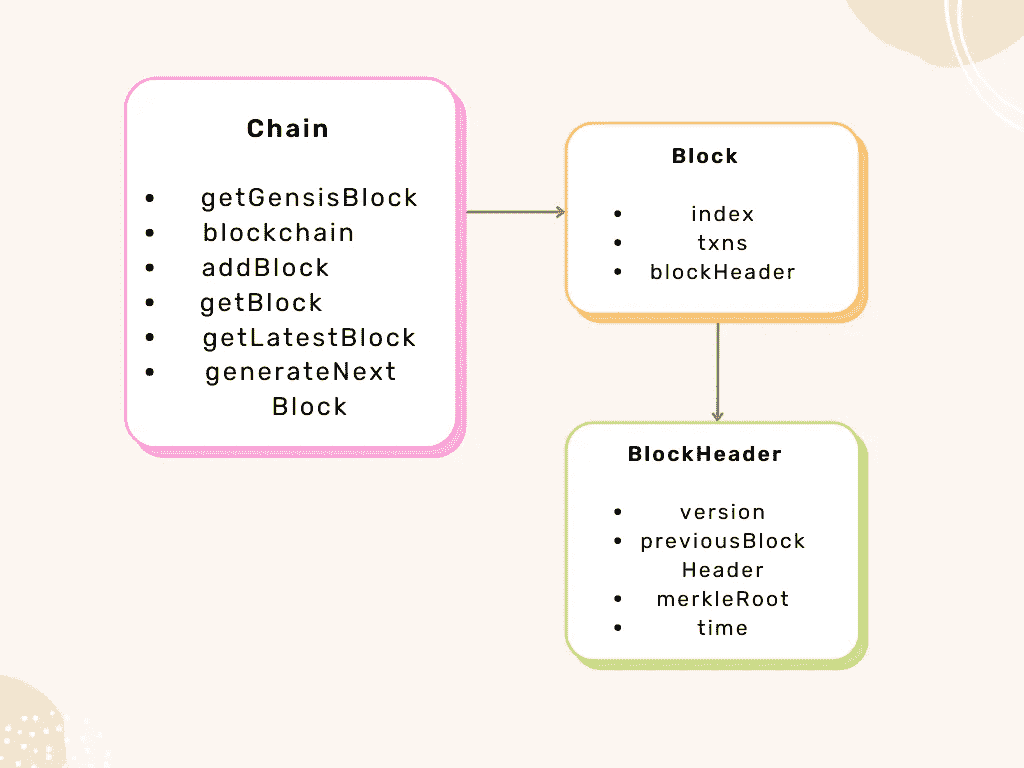 Chain
• getGensisBlock
• blockchain
• addBlock
• getBlock
• getLatestBlock
• generateNext
Block
Block
• index
• txns
• blockHeader
BlockHeader
• version
• previousBlock
Header
• merkleRoot
• time